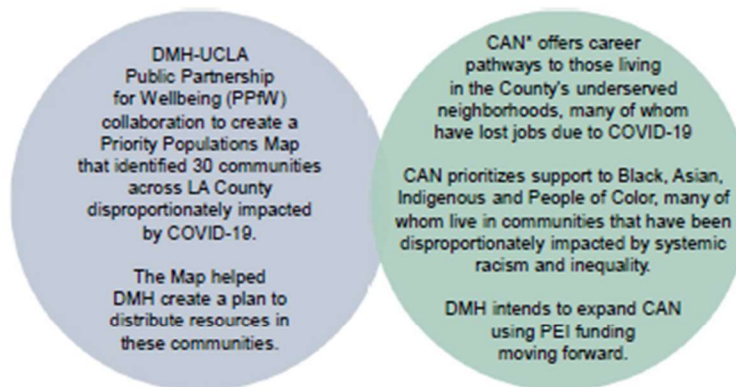 DMH-UCLA
Public Partnership
for Wellbeing (PPfW)
collaboration to create a
Priority Populations Map
that identified 30 communities
across LA County
disproportionately impacted
by COVID-19.
The Map helped
DMH create a plan to
distribute resources in
these communities.
CAN* offers career
pathways to those living
in the County's underserved
neighborhoods, many of whom
have lost jobs due to COVID-19
CAN prioritizes support to Black, Asian,
Indigenous and People of Color, many of
whom live in communities that have been
disproportionately impacted by systemic
racism and inequality.
DMH intends to expand CAN
using PEI funding
moving forward.